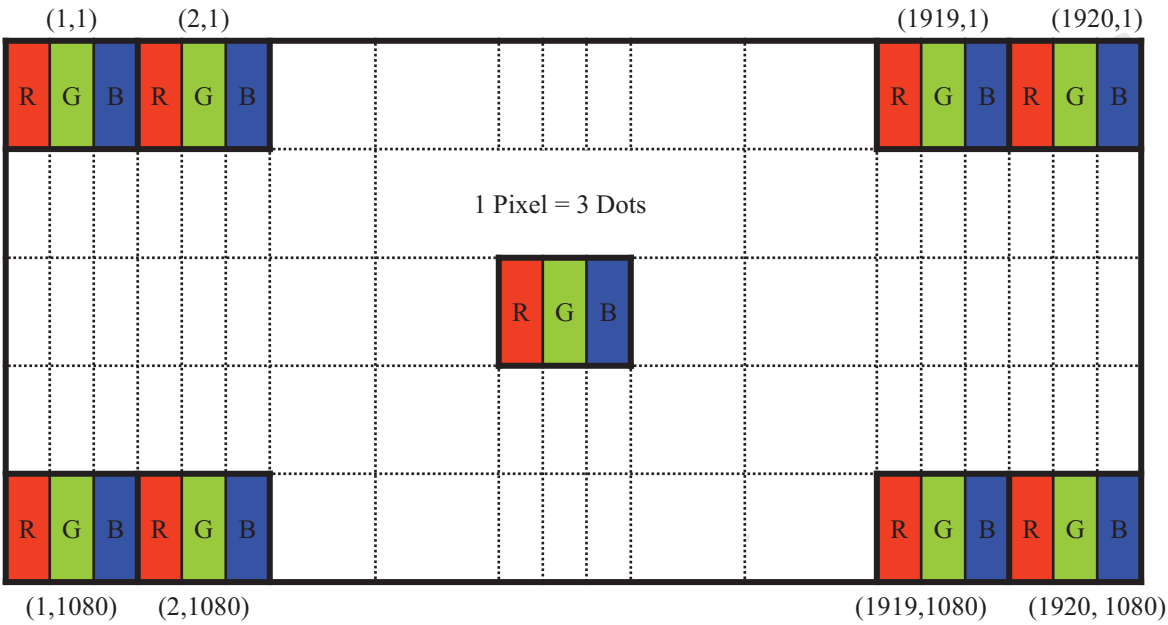 (1,1) (2,1) (1919,1) (1920,1)
R G B R G B R G B R G B
1 Pixel = 3 Dots
R G B
R G B R G B R G B R G B
(1,1080) (2,1080) (1919,1080) (1920, 1080)